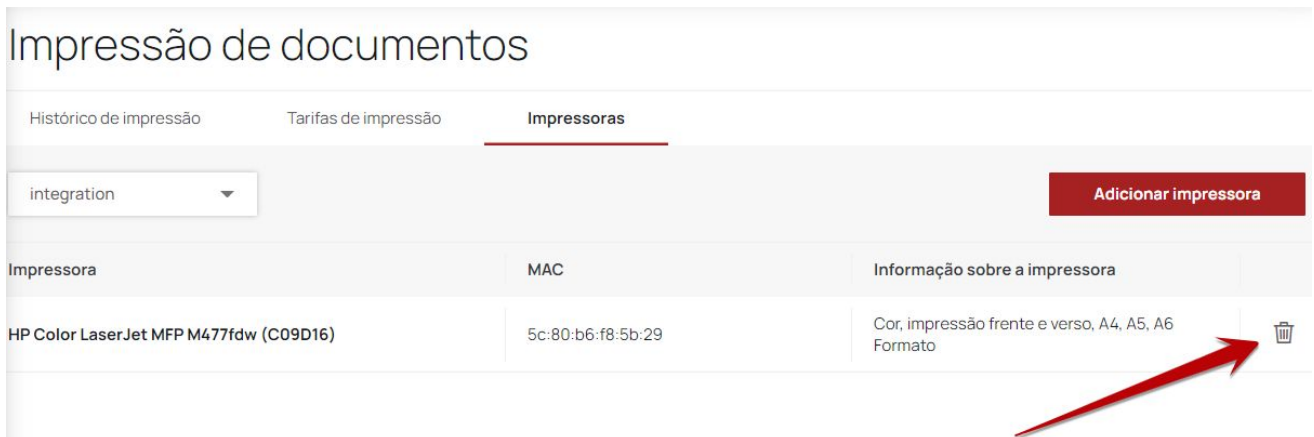 Impressão de documentos
Histórico de impressão
Tarifas de impressão
Impressoras
integration
Adicionar impressora
Impressora
MAC
Informação sobre a impressora
HP Color LaserJet MFP M477fdw (C09D16)
5c:80:b6:f8:5b:29
Cor, impressão frente e verso, A4, A5, A6
Formato